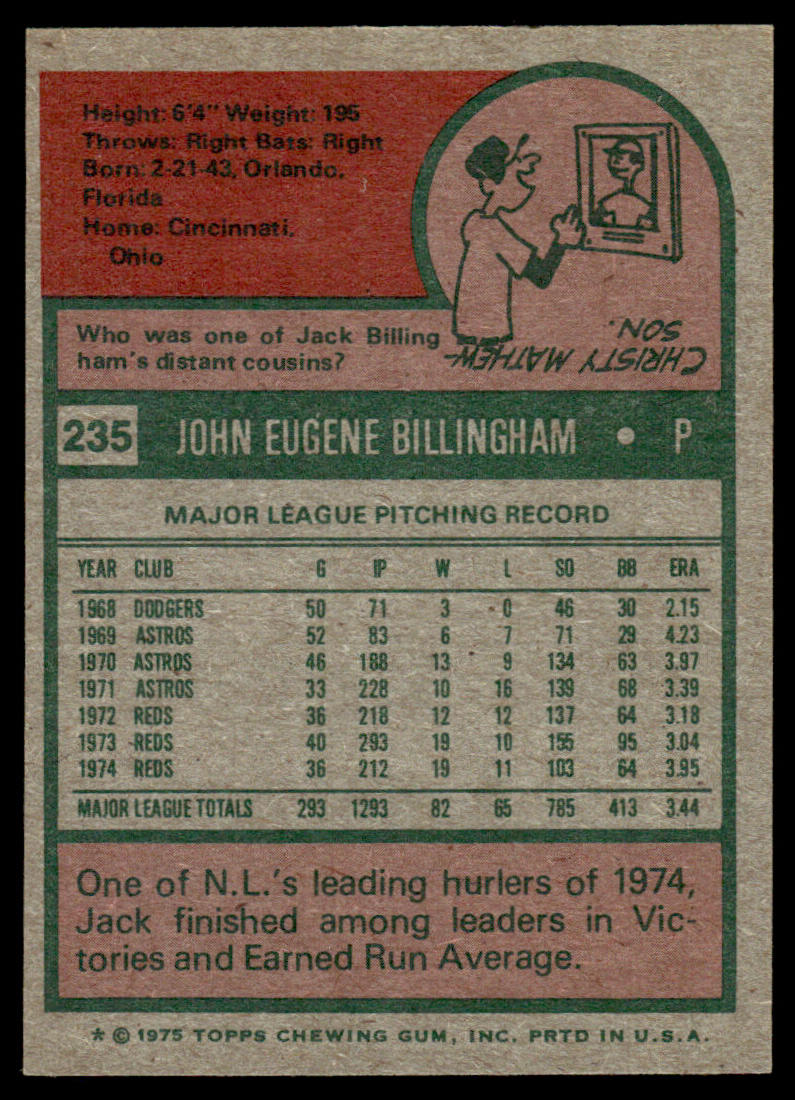 Height: 6'4" Weight: 195
Throws: Right Bats: Right
Born: 2-21-43, Orlando,
Florida
Home: Cincinnati,
Ohio
Who was one of Jack Billing
ham's distant cousins?
CHRISTY MATHEW-
SON.
235 JOHN EUGENE BILLINGHAM • P
MAJOR LEAGUE PITCHING RECORD
YEAR CLUB G IP W L SO BB ERA
1968 DODGERS 50 71 3 0 46 30 2.15
1969 ASTROS 52 83 6 7 71 29 4.23
1970 ASTROS 46 188 13 9 134 63 3.97
1971 ASTROS 33 228 10 16 139 68 3.39
1972 REDS 36 218 12 12 137 64 3.18
1973 REDS 40 293 19 10 155 95 3.04
1974 REDS 36 212 19 11 103 64 3.95
MAJOR LEAGUE TOTALS 293 1293 82 65 785 413 3.44
One of N.L.'s leading hurlers of 1974,
Jack finished among leaders in Vic-
tories and Earned Run Average.
* © 1975 TOPPS CHEWING GUM, INC. PRTD IN U.S.A.